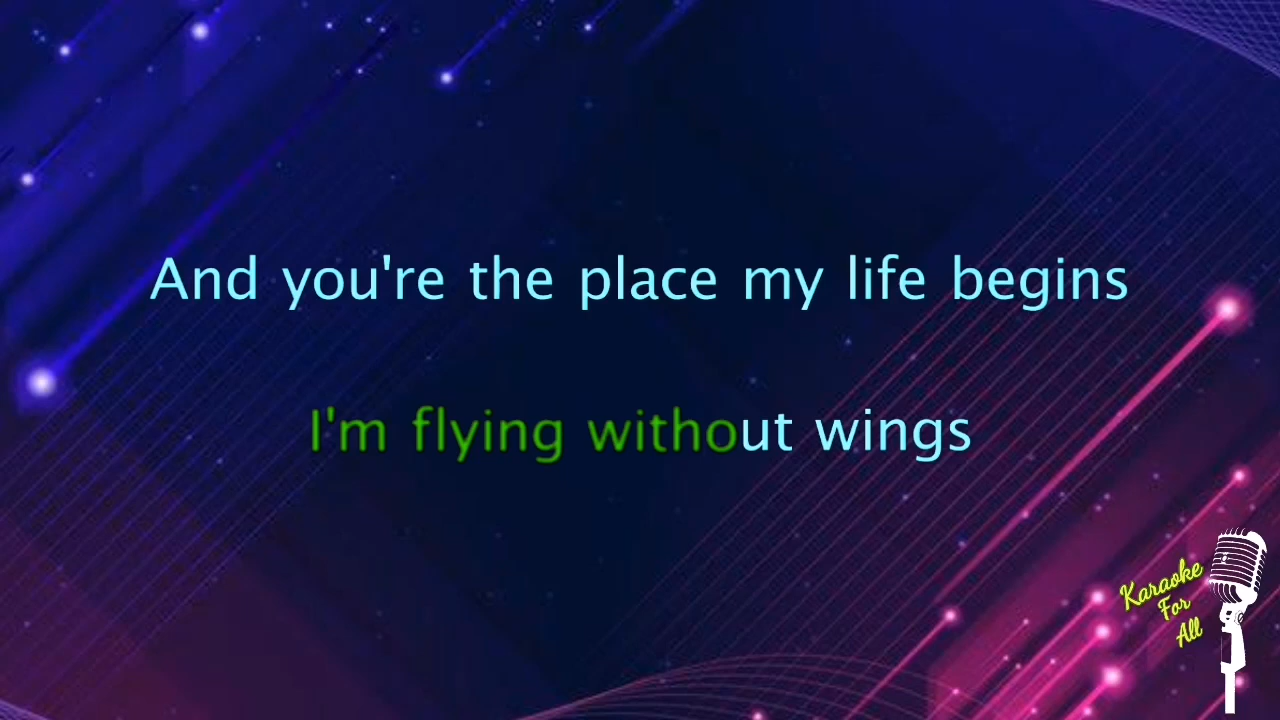 And you're the place my life begins
I'm flying without wings
Karaoke
For
All